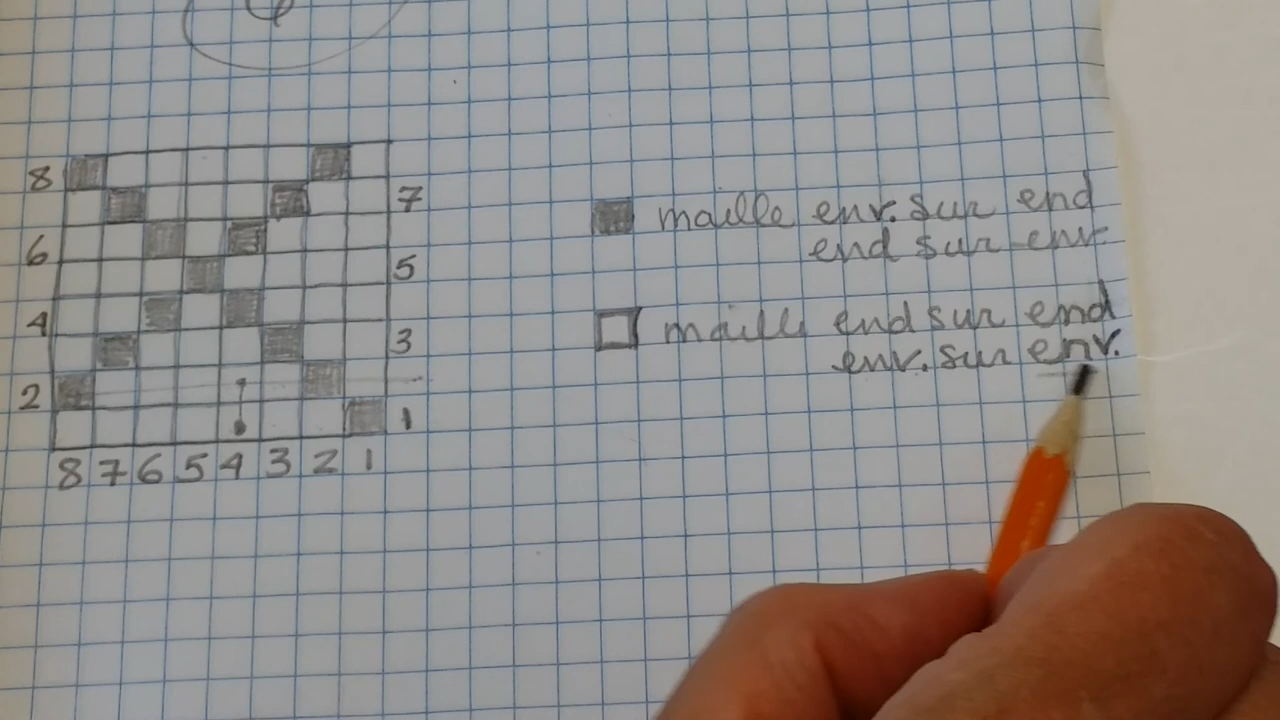 8
7
6
5
4
3
2
1
8 7 6 5 4 3 2 1
maille env. sur end
end sur env.
maille end sur end
env. sur env.